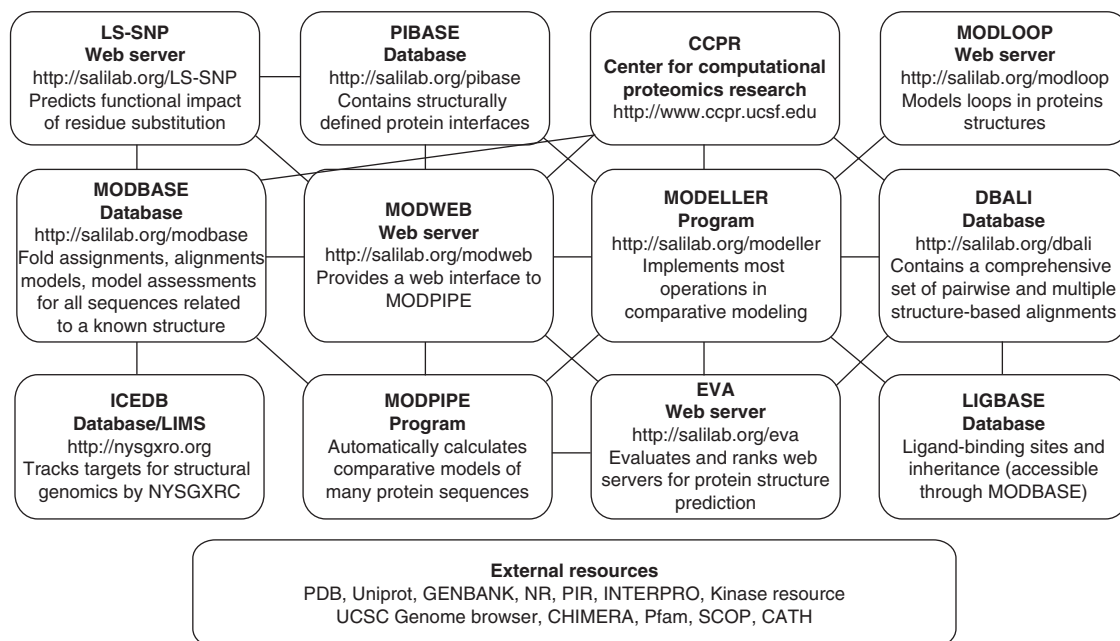 LS-SNP
Web server
http://salilab.org/LS-SNP
Predicts functional impact
of residue substitution
PIBASE
Database
http://salilab.org/pibase
Contains structurally
defined protein interfaces
CCPR
Center for computational
proteomics research
http://www.ccpr.ucsf.edu
MODLOOP
Web server
http://salilab.org/modloop
Models loops in proteins
structures
MODBASE
Database
http://salilab.org/modbase
Fold assignments, alignments
models, model assessments
for all sequences related
to a known structure
MODWEB
Web server
http://salilab.org/modweb
Provides a web interface to
MODPIPE
MODELLER
Program
http://salilab.org/modeller
Implements most
operations in
comparative modeling
DBALI
Database
http://salilab.org/dbali
Contains a comprehensive
set of pairwise and multiple
structure-based alignments
ICEDB
Database/LIMS
http://nysgxro.org
Tracks targets for structural
genomics by NYSGXRC
MODPIPE
Program
Automatically calculates
comparative models of
many protein sequences
EVA
Web server
http://salilab.org/eva
Evaluates and ranks web
servers for protein structure
prediction
LIGBASE
Database
Ligand-binding sites and
inheritance (accessible
through MODBASE)
External resources
PDB, Uniprot, GENBANK, NR, PIR, INTERPRO, Kinase resource
UCSC Genome browser, CHIMERA, Pfam, SCOP, CATH